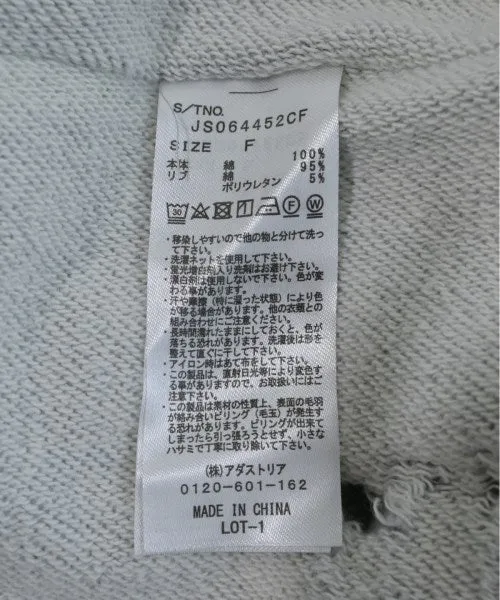 S/TNO.
JS064452CF
SIZE F
本体 綿 100%
リブ 綿 95%
ポリウレタン 5%
30
F W
・移染しやすいので他の物と分けて洗っ
て下さい。
・洗濯ネットを使用して下さい。
・蛍光増白剤入り洗剤はお避け下さい。
・漂白剤は使用しないで下さい。色が変
わる事があります。
・汗や摩擦(特に湿った状態)により色
が移る場合があります。他の衣類との
組み合わせにご注意ください。
・長時間濡れたままにしておくと、色が
落ちる恐れがあります。洗濯後は形を
整えて直ぐに干して下さい。
・アイロン時はあて布をして下さい。
・この製品は、直射日光等により変色す
る事がありますので、お取扱いにはご
注意下さい。
・この製品は素材の性質上、表面の毛羽
が絡み合いピリング(毛玉)が発生す
る恐れがあります。ピリングが出来て
しまったら引っ張ろうとせず、小さな
ハサミで丁寧に取り除いて下さい。
(株)アダストリア
0120-601-162
MADE IN CHINA
LOT-1